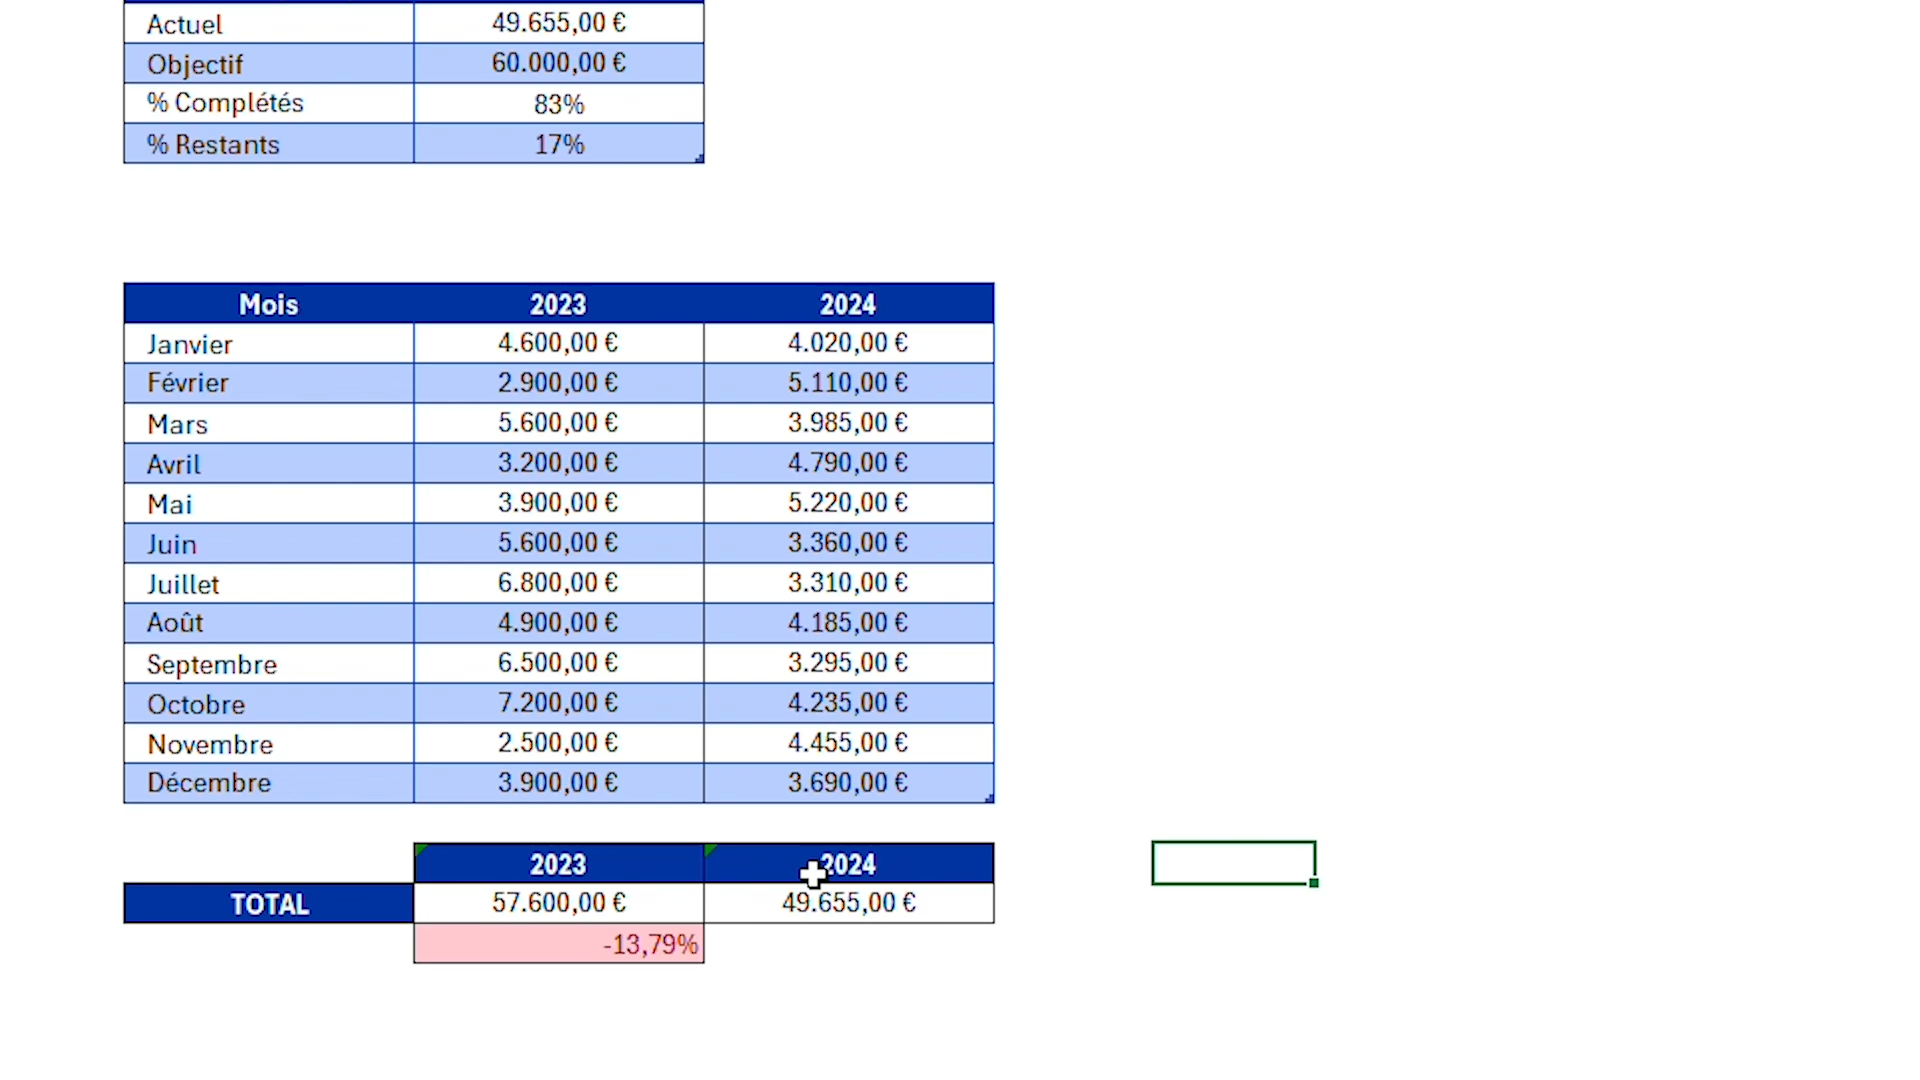 Actuel 49.655,00 €
Objectif 60.000,00 €
% Complétés 83%
% Restants 17%
Mois 2023 2024
Janvier 4.600,00 € 4.020,00 €
Février 2.900,00 € 5.110,00 €
Mars 5.600,00 € 3.985,00 €
Avril 3.200,00 € 4.790,00 €
Mai 3.900,00 € 5.220,00 €
Juin 5.600,00 € 3.360,00 €
Juillet 6.800,00 € 3.310,00 €
Août 4.900,00 € 4.185,00 €
Septembre 6.500,00 € 3.295,00 €
Octobre 7.200,00 € 4.235,00 €
Novembre 2.500,00 € 4.455,00 €
Décembre 3.900,00 € 3.690,00 €
2023 2024
TOTAL 57.600,00 € 49.655,00 €
-13,79%